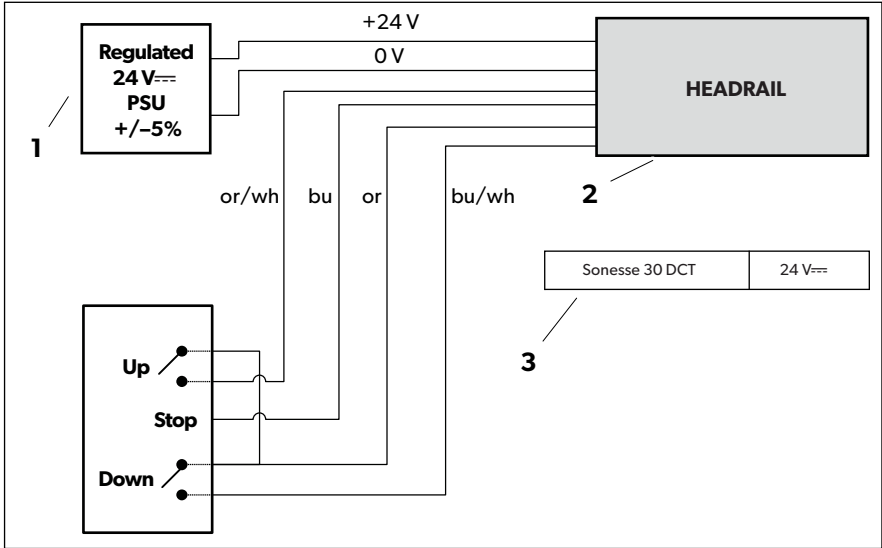 +24 V
0 V
Regulated
24 V⎓
PSU
+/–5%
HEADRAIL
1
2
or/wh bu or bu/wh
Sonesse 30 DCT 24 V⎓
3
Up
Stop
Down